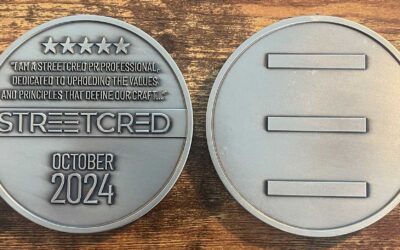 "I AM A STREETCRED PR PROFESSIONAL,
DEDICATED TO UPHOLDING THE VALUES
AND PRINCIPLES THAT DEFINE OUR CRAFT..."
STREETCRED
OCTOBER
2024